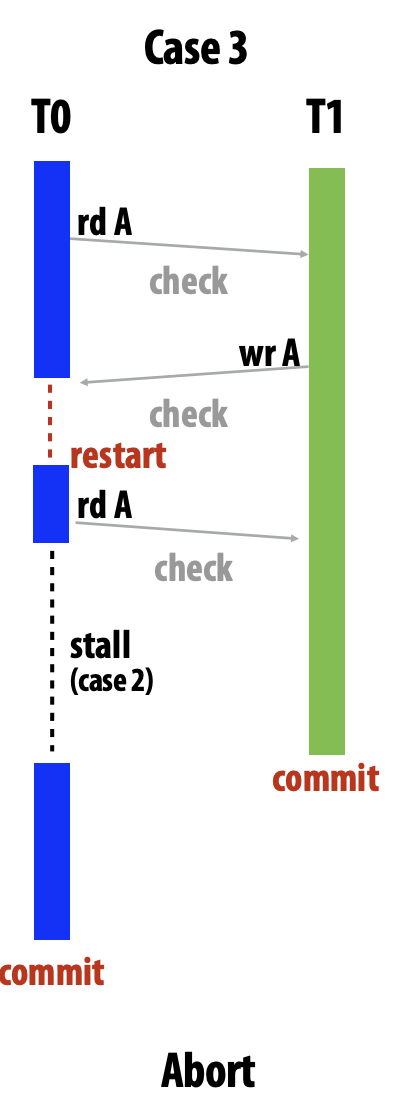 Case 3
T0 T1
rd A
check
wr A
check
restart
rd A
check
stall
(case 2)
commit
commit
Abort